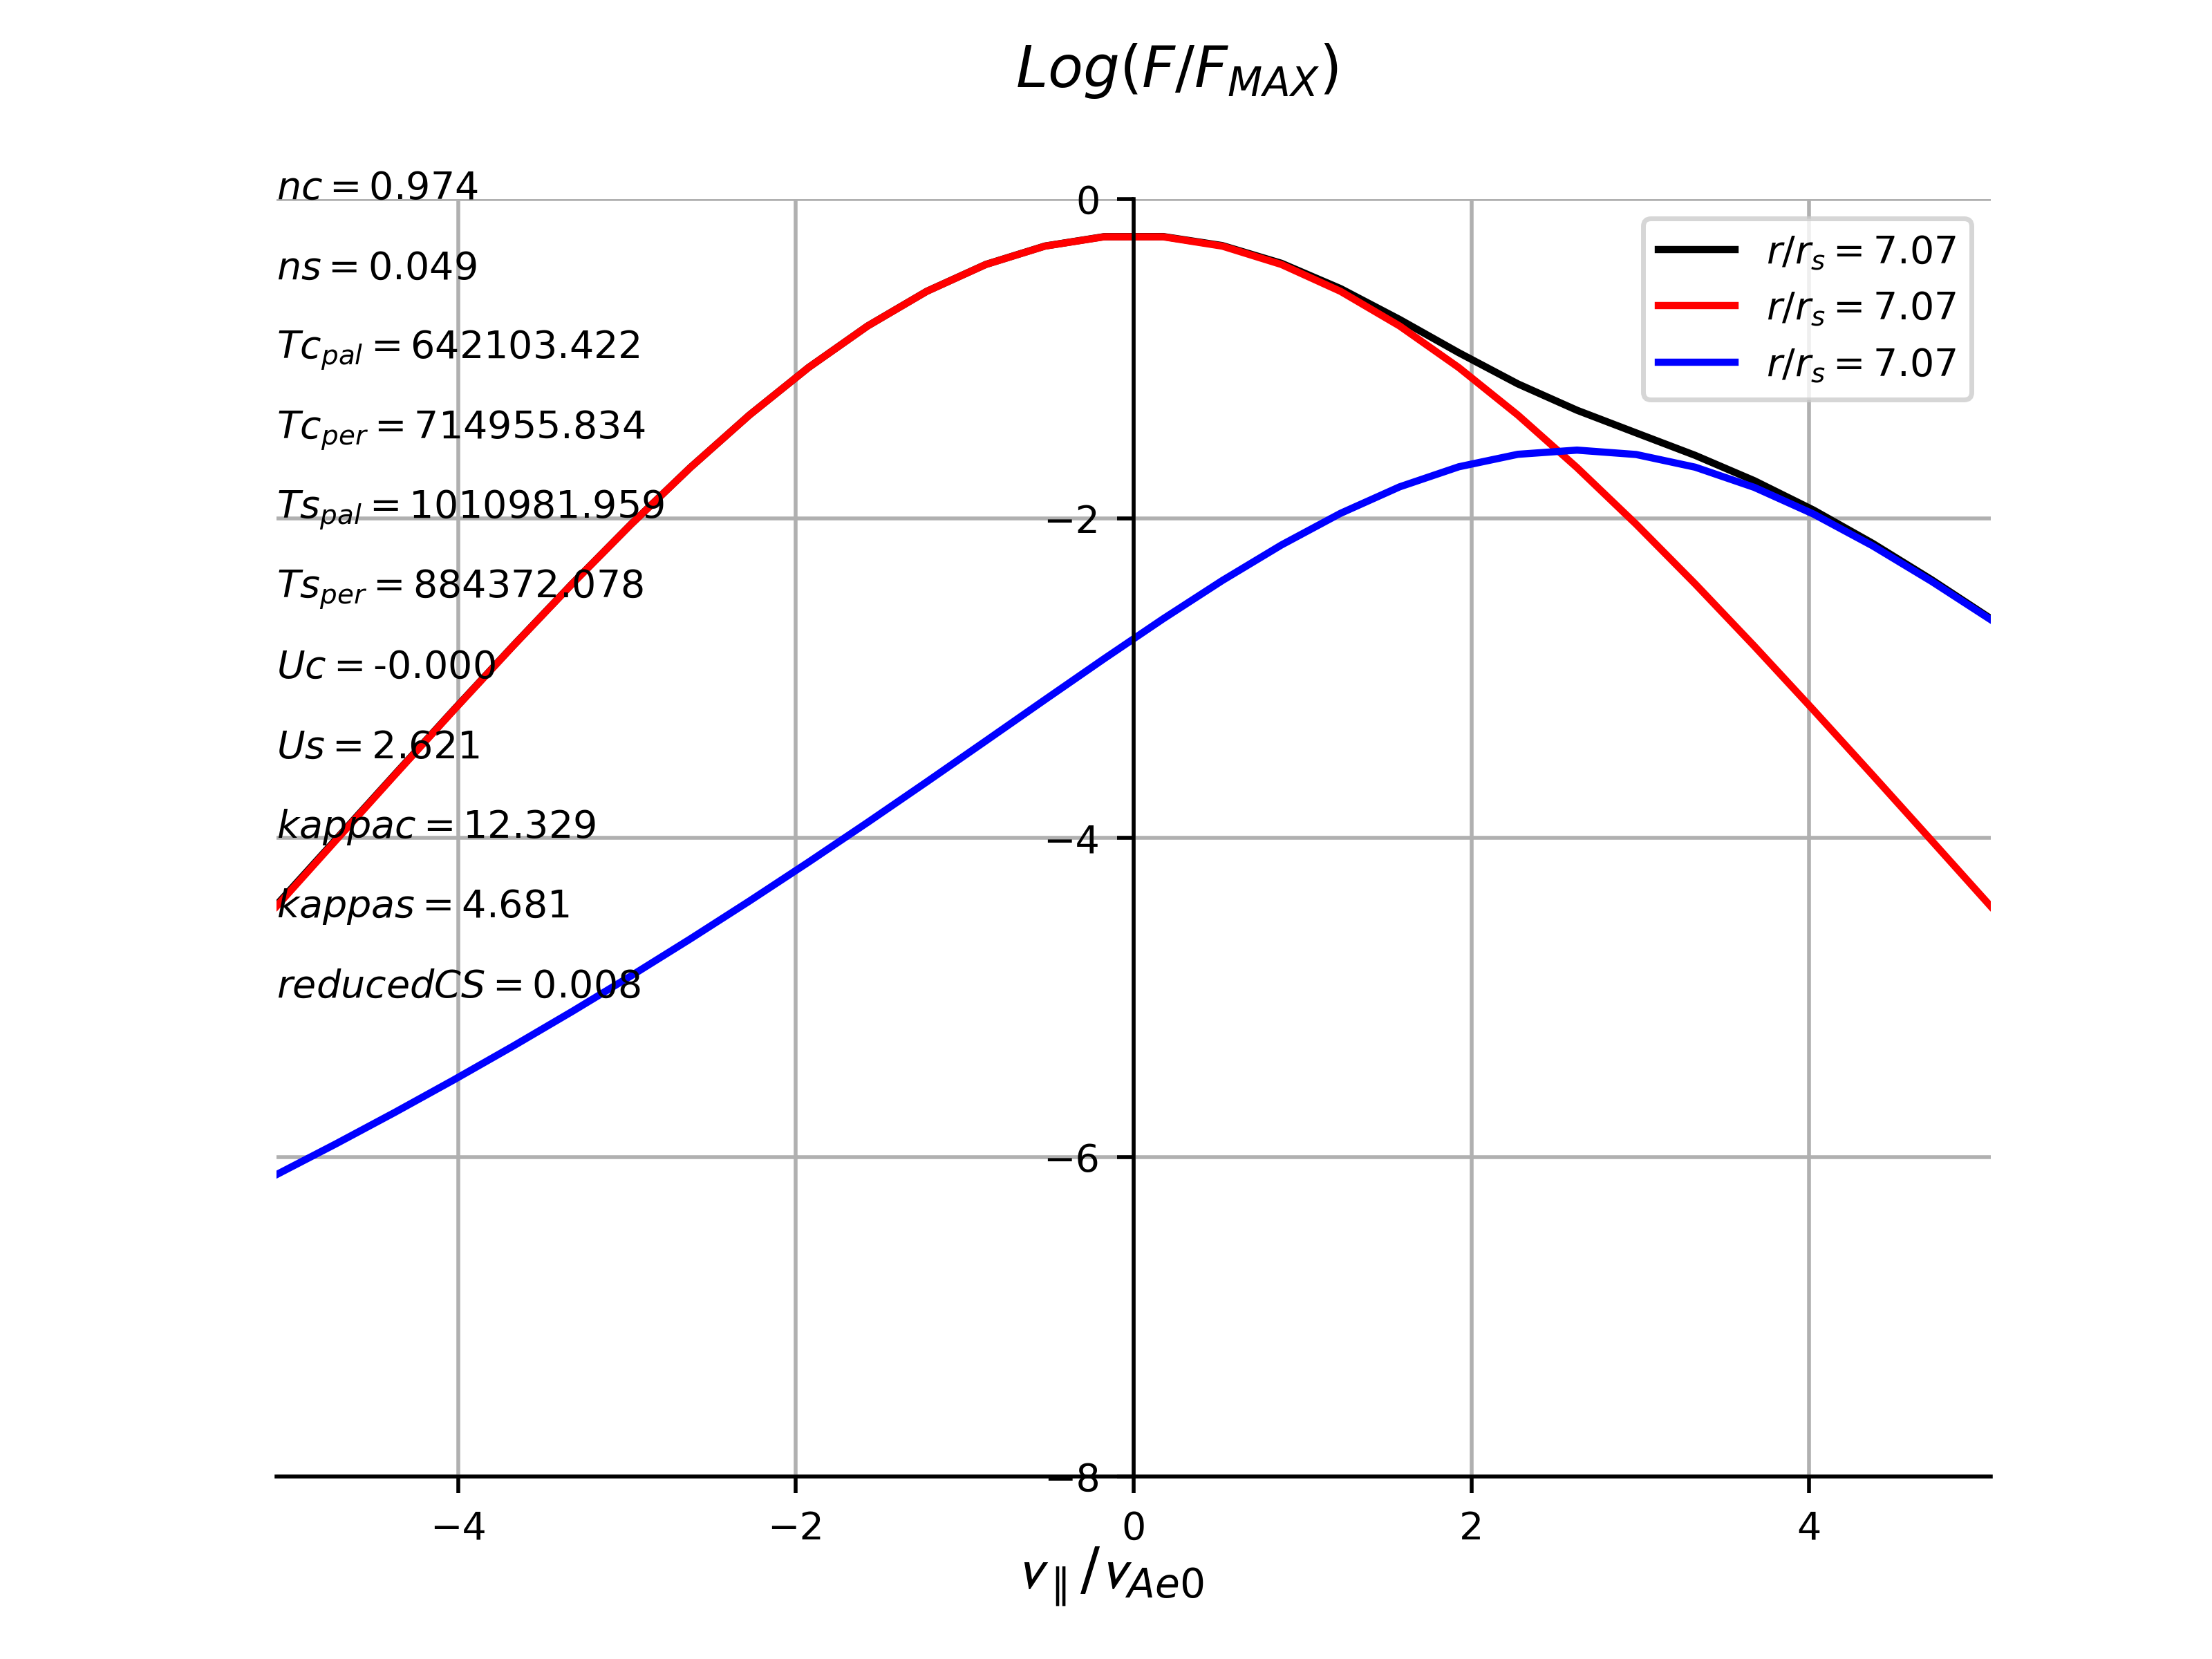 Log(F/F_MAX)
nc = 0.974
ns = 0.049
Tc_pal = 642103.422
Tc_per = 714955.834
Ts_pal = 1010981.959
Ts_per = 884372.078
Uc = -0.000
Us = 2.621
kappac = 12.329
kappas = 4.681
reducedCS = 0.008
r/r_s = 7.07
r/r_s = 7.07
r/r_s = 7.07
0
−2
−4
−6
−8
−4 −2 0 2 4
v_∥/v_Ae0